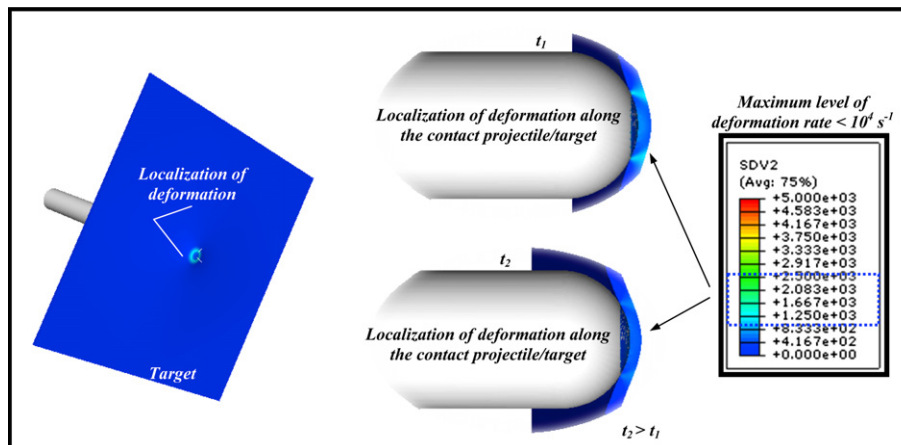 Localization of
deformation
Target
t1
Localization of deformation along
the contact projectile/target
t2
Localization of deformation along
the contact projectile/target
t2 > t1
Maximum level of
deformation rate < 10⁴ s⁻¹
SDV2
(Avg: 75%)
+5.000e+03
+4.583e+03
+4.167e+03
+3.750e+03
+3.333e+03
+2.917e+03
+2.500e+03
+2.083e+03
+1.667e+03
+1.250e+03
+8.333e+02
+4.167e+02
+0.000e+00